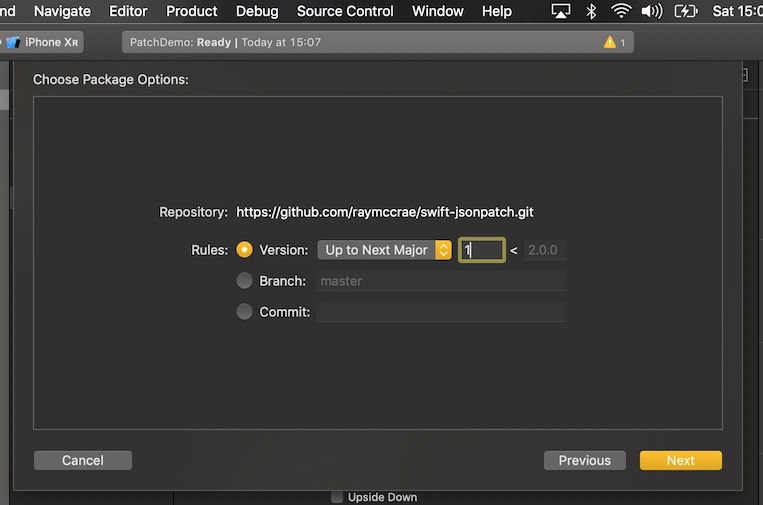 nd Navigate Editor Product Debug Source Control Window Help Sat 15:0
iPhone XR PatchDemo: Ready | Today at 15:07 1
Choose Package Options:
Repository: https://github.com/raymccrae/swift-jsonpatch.git
Rules: Version: Up to Next Major 1 < 2.0.0
Branch: master
Commit:
Cancel Previous Next
Upside Down